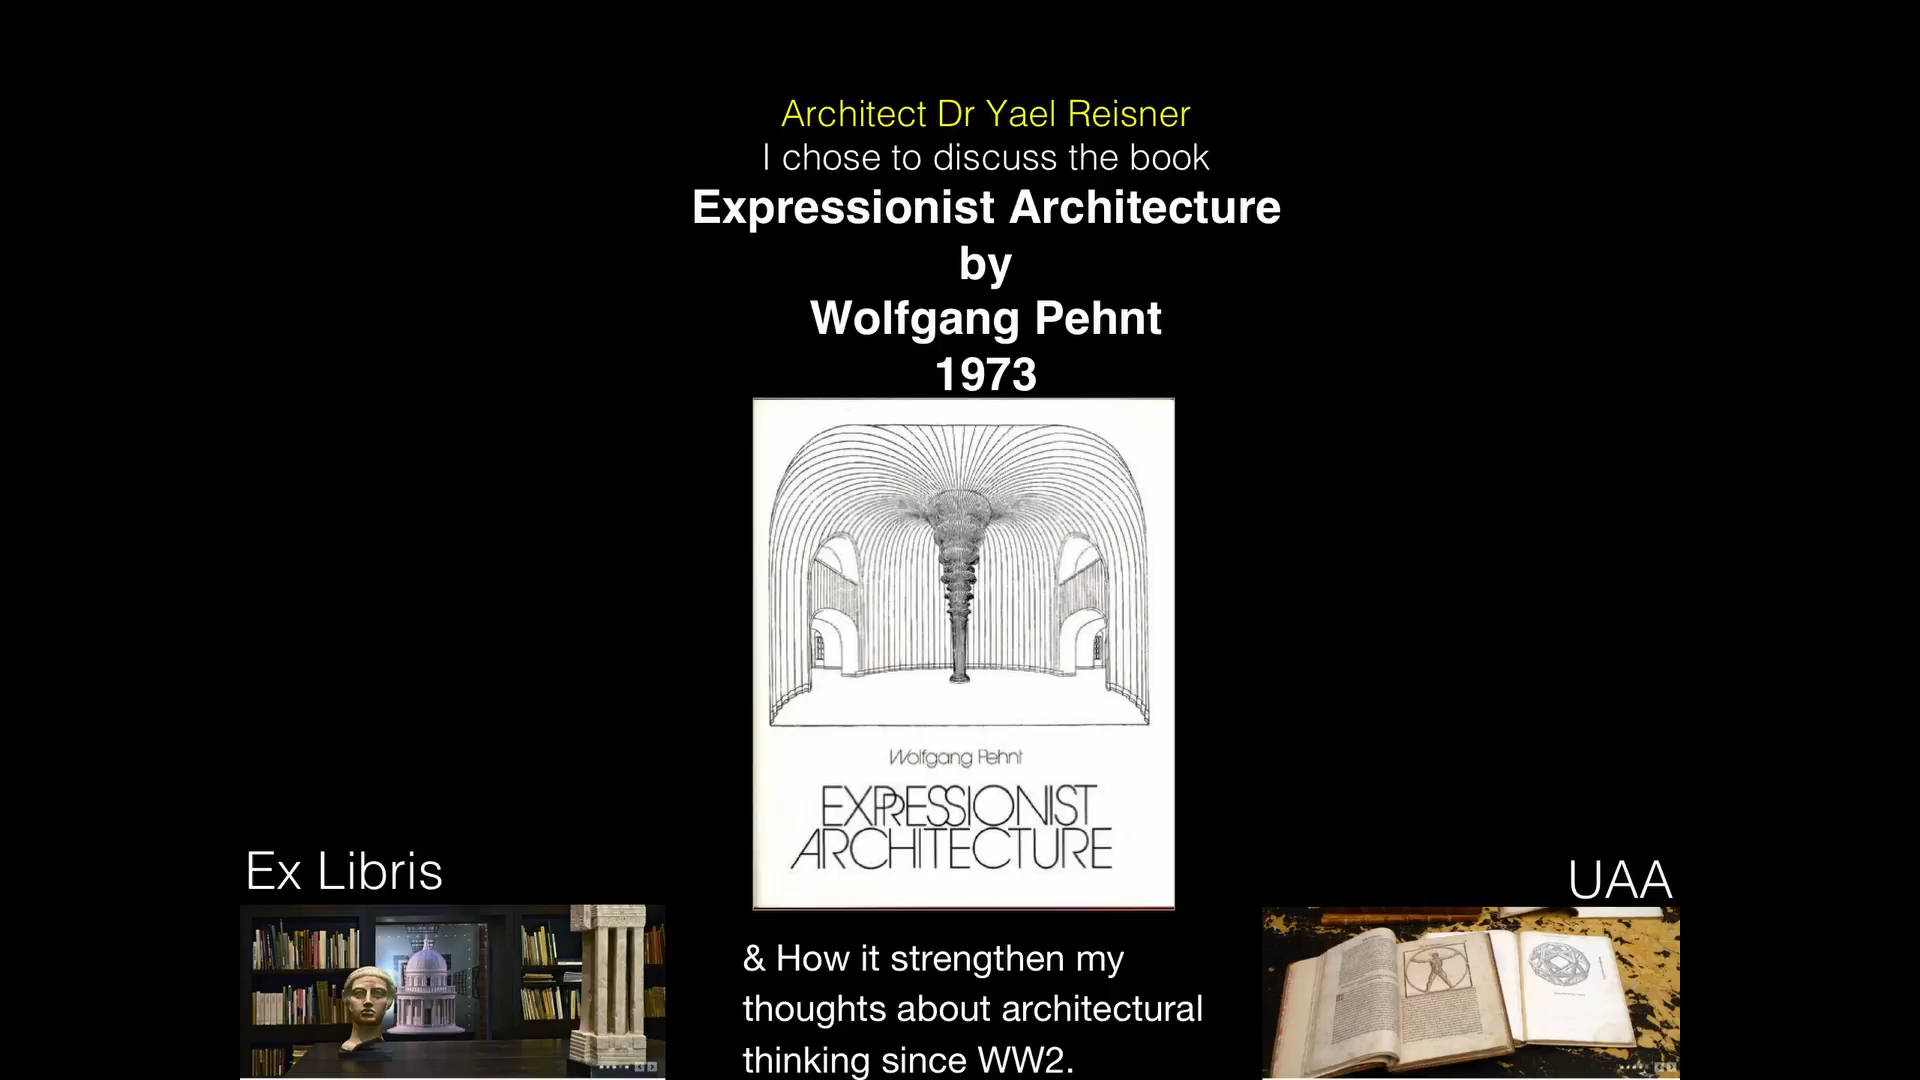 Architect Dr Yael Reisner
I chose to discuss the book
Expressionist Architecture
by
Wolfgang Pehnt
1973
Wolfgang Pehnt
EXPRESSIONIST
ARCHITECTURE
Ex Libris
UAA
& How it strengthen my
thoughts about architectural
thinking since WW2.